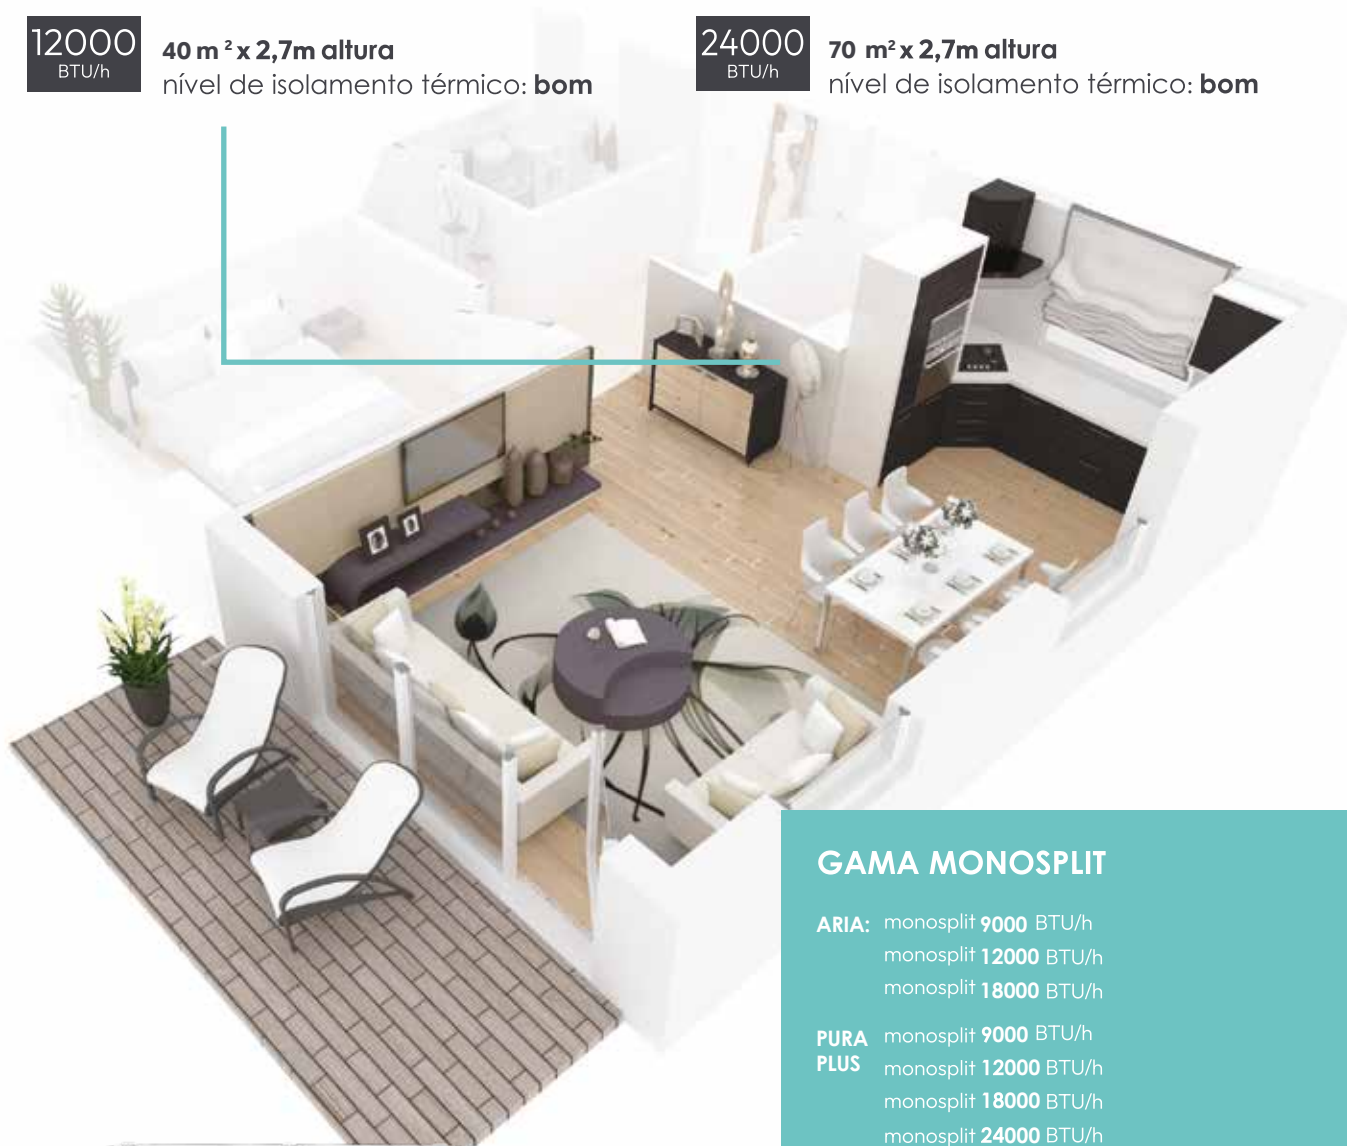 12000
BTU/h
40 m ² x 2,7m altura
nível de isolamento térmico: bom
24000
BTU/h
70 m² x 2,7m altura
nível de isolamento térmico: bom
GAMA MONOSPLIT
ARIA: monosplit 9000 BTU/h
monosplit 12000 BTU/h
monosplit 18000 BTU/h
PURA PLUS monosplit 9000 BTU/h
monosplit 12000 BTU/h
monosplit 18000 BTU/h
monosplit 24000 BTU/h